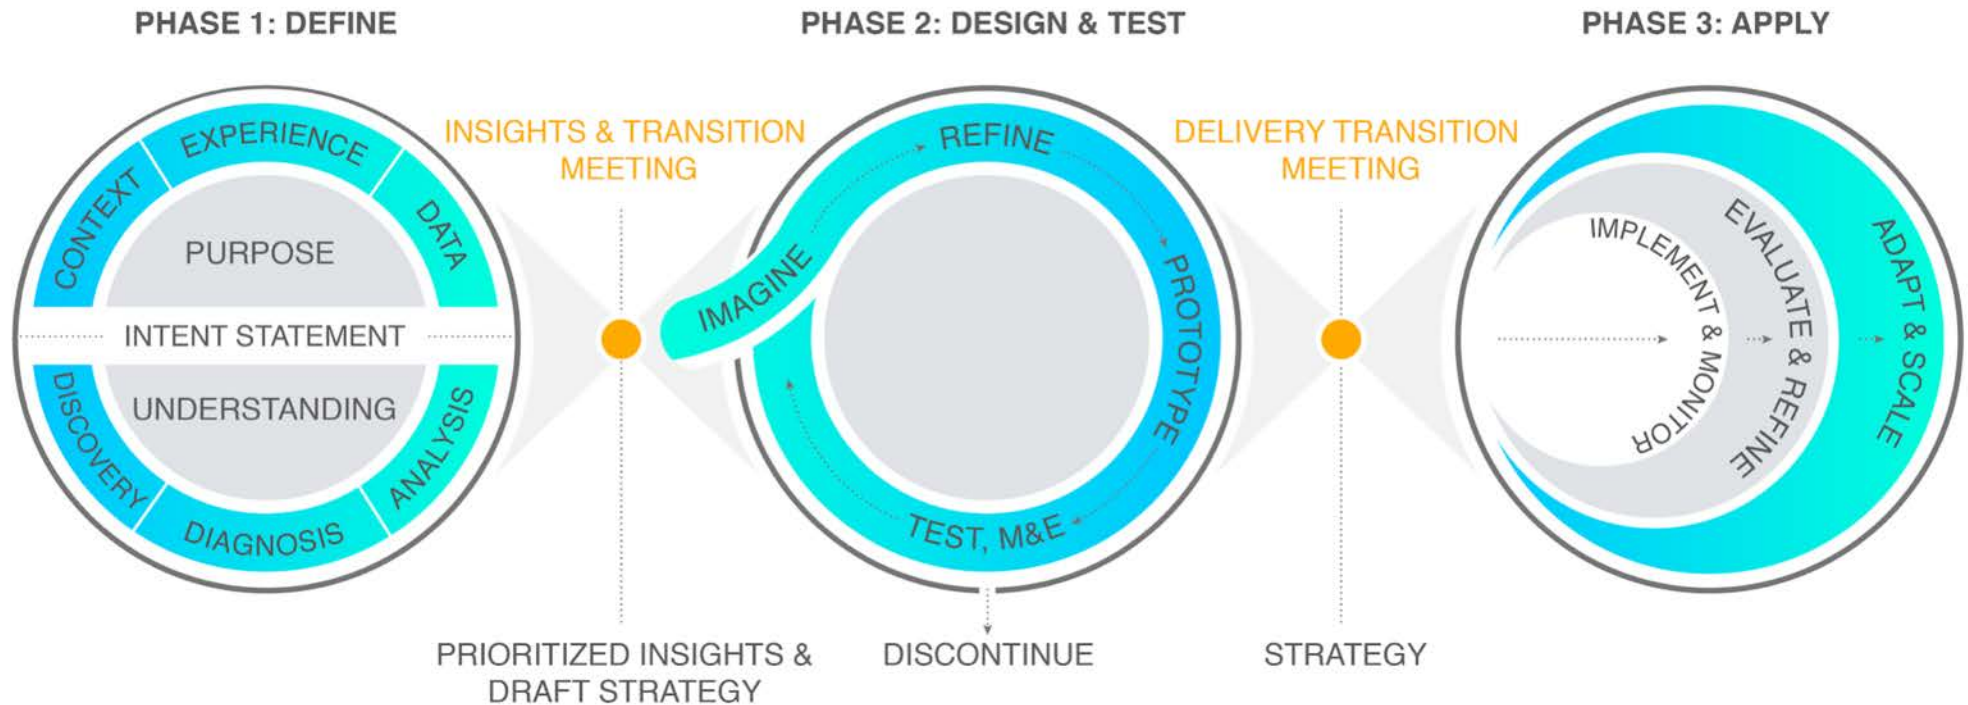 PHASE 1: DEFINE
PHASE 2: DESIGN & TEST
PHASE 3: APPLY
CONTEXT
EXPERIENCE
DATA
PURPOSE
INTENT STATEMENT
UNDERSTANDING
DISCOVERY
DIAGNOSIS
ANALYSIS
INSIGHTS & TRANSITION
MEETING
PRIORITIZED INSIGHTS &
DRAFT STRATEGY
IMAGINE
REFINE
PROTOTYPE
TEST, M&E
DISCONTINUE
DELIVERY TRANSITION
MEETING
STRATEGY
IMPLEMENT & MONITOR
EVALUATE & REFINE
ADAPT & SCALE